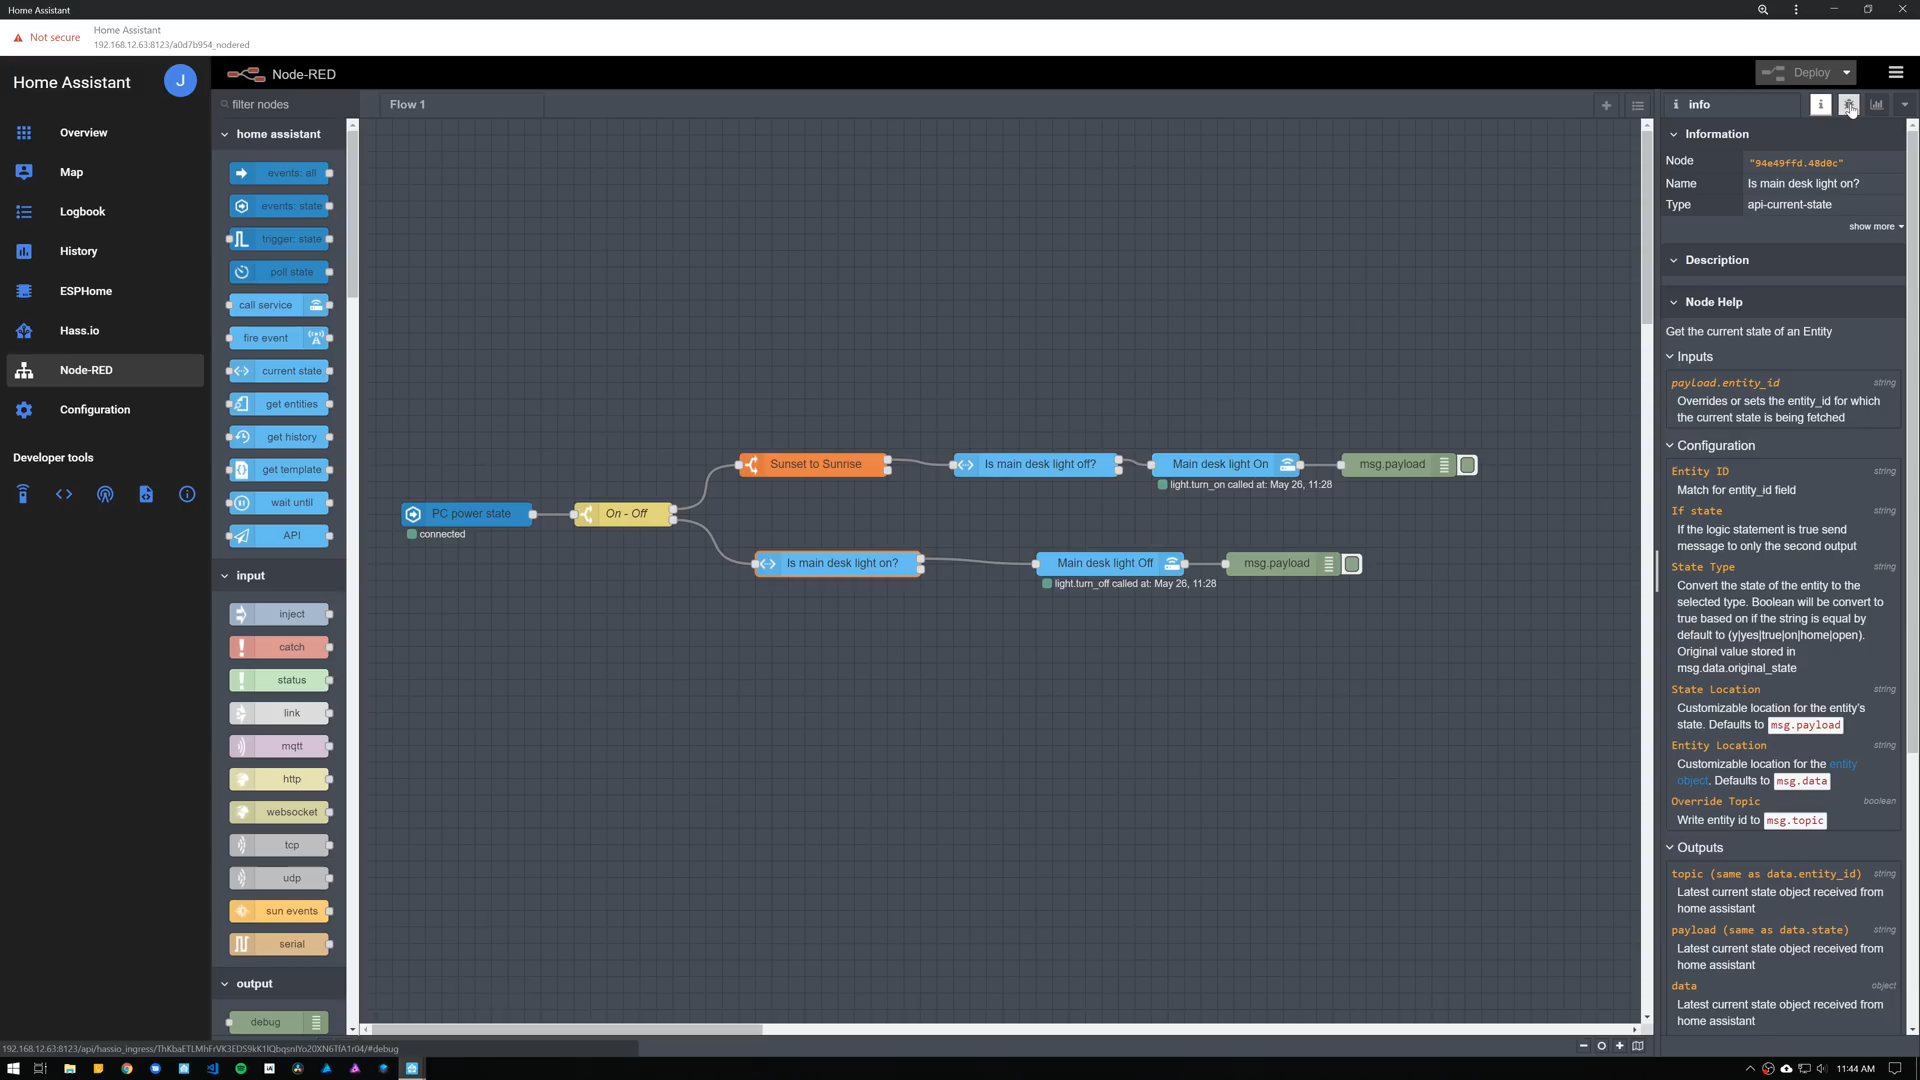 Home Assistant
Not secure
Home Assistant
192.168.12.63:8123/a0d7b954_nodered
Home Assistant
J
Overview
Map
Logbook
History
ESPHome
Hass.io
Node-RED
Configuration
Developer tools
Node-RED
Deploy
filter nodes
home assistant
events: all
events: state
trigger: state
poll state
call service
fire event
current state
get entities
get history
get template
wait until
API
input
inject
catch
status
link
mqtt
http
websocket
tcp
udp
sun events
serial
output
debug
Flow 1
Sunset to Sunrise
Is main desk light off?
Main desk light On
msg.payload
light.turn_on called at: May 26, 11:28
PC power state
On - Off
connected
Is main desk light on?
Main desk light Off
msg.payload
light.turn_off called at: May 26, 11:28
info
Information
Node
"94e49ffd.48d0c"
Name
Is main desk light on?
Type
api-current-state
show more
Description
Node Help
Get the current state of an Entity
Inputs
payload.entity_id string
Overrides or sets the entity_id for which
the current state is being fetched
Configuration
Entity ID string
Match for entity_id field
If state string
If the logic statement is true send
message to only the second output
State Type string
Convert the state of the entity to the
selected type. Boolean will be convert to
true based on if the string is equal by
default to (y|yes|true|on|home|open).
Original value stored in
msg.data.original_state
State Location string
Customizable location for the entity's
state. Defaults to msg.payload
Entity Location string
Customizable location for the entity
object. Defaults to msg.data
Override Topic boolean
Write entity id to msg.topic
Outputs
topic (same as data.entity_id) string
Latest current state object received from
home assistant
payload (same as data.state) string
Latest current state object received from
home assistant
data object
Latest current state object received from
home assistant
11:44 AM